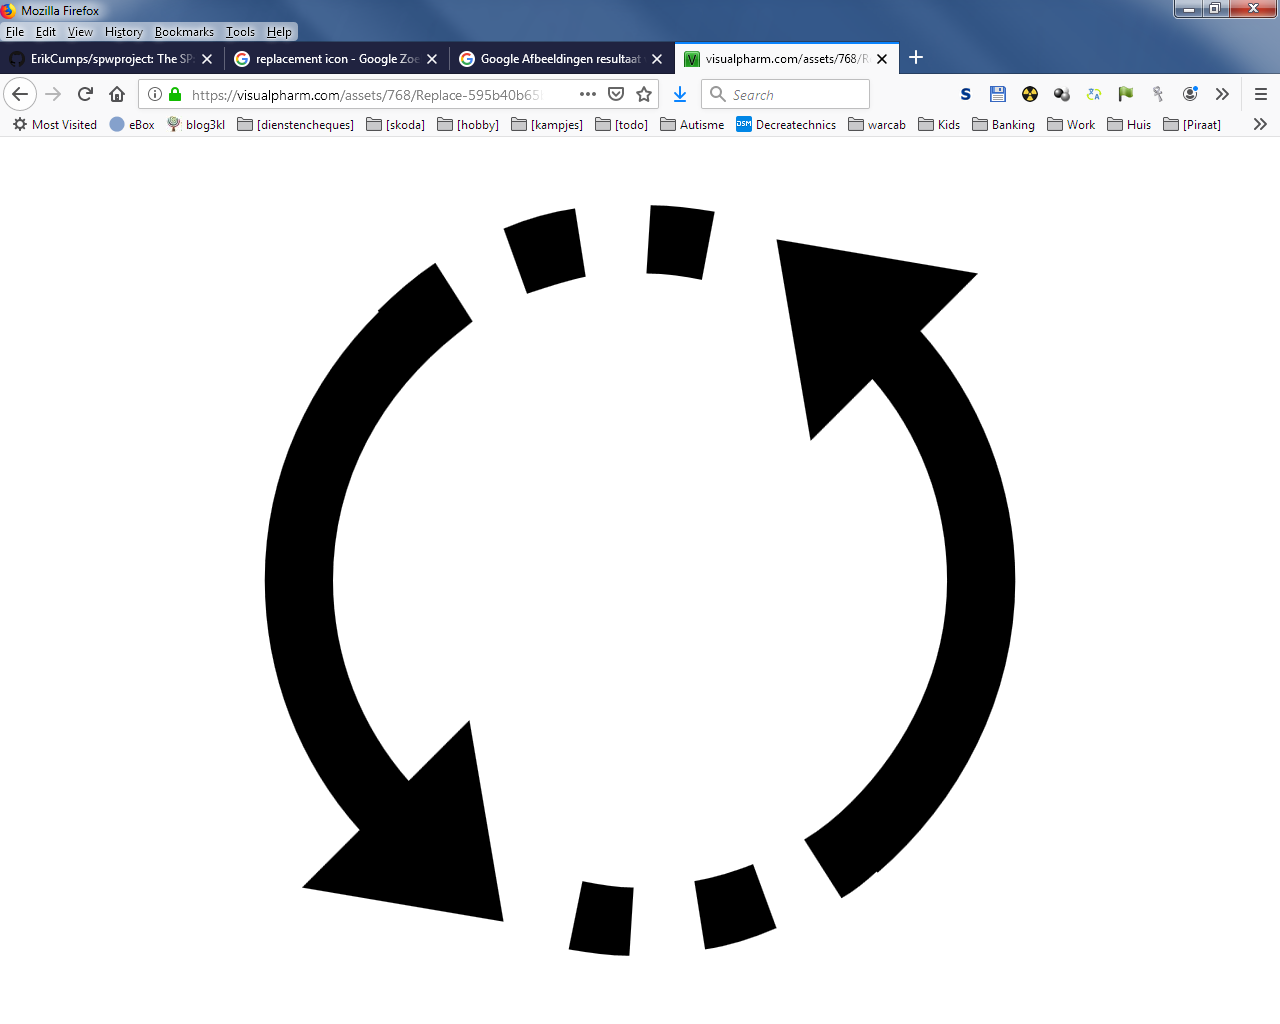 Mozilla Firefox
File Edit View History Bookmarks Tools Help
ErikCumps/spwproject: The SP
replacement icon - Google Zoe
Google Afbeeldingen resultaat
visualpharm.com/assets/768/R
https://visualpharm.com/assets/768/Replace-595b40b65
Search
Most Visited eBox blog3kl [dienstencheques] [skoda] [hobby] [kampjes] [todo] Autisme Decreatechnics warcab Kids Banking Work Huis [Piraat]